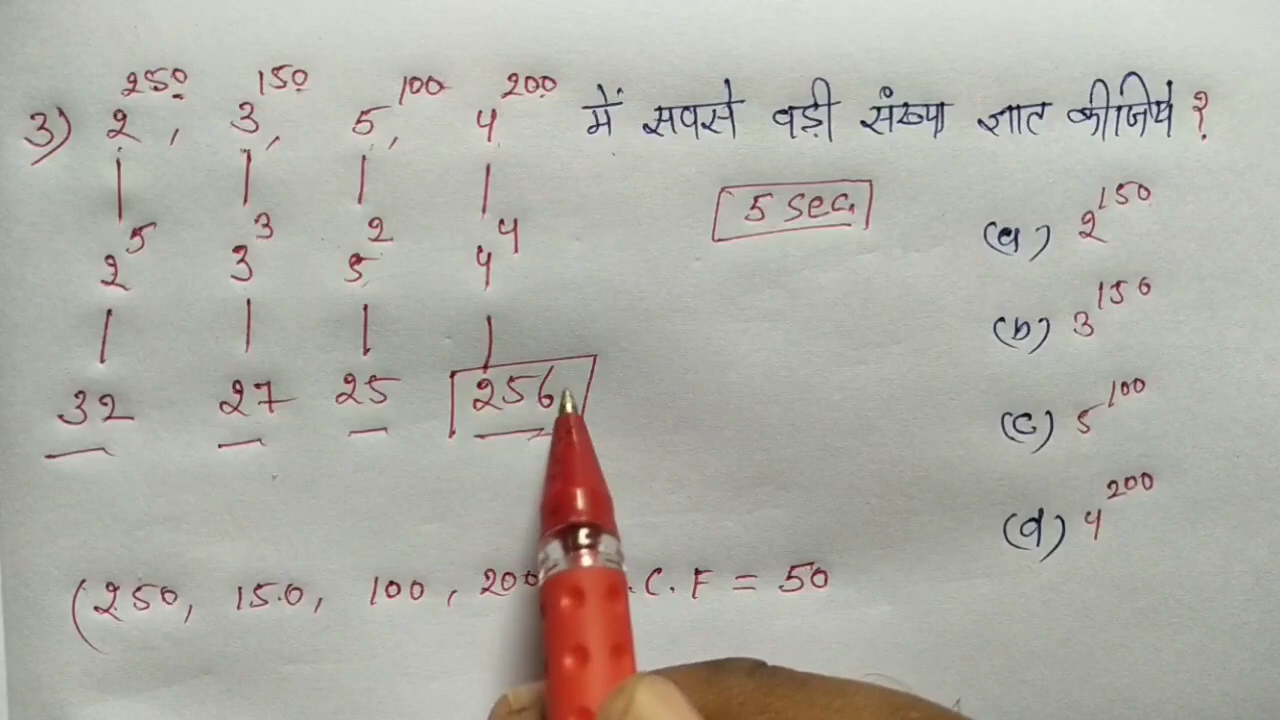 3) 2^250, 3^150, 5^100, 4^200 में सबसे वड़ी संख्या ज्ञात कीजिये ?
5 sec.
2^5 3^3 5^2 4^4
32 27 25 256
(a) 2^150
(b) 3^150
(c) 5^100
(d) 4^200
(250, 150, 100, 200 .C.F = 50